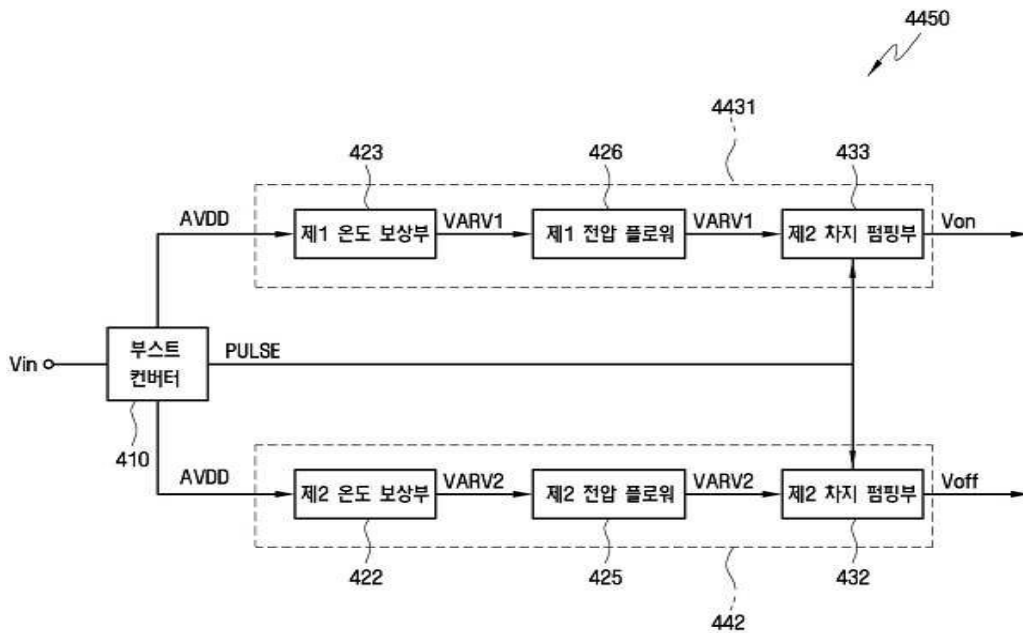 4450
4431
423
426
433
AVDD
제1 온도 보상부
VARV1
제1 전압 플로워
VARV1
제2 차지 펌핑부
Von
Vin
부스트
컨버터
PULSE
410
AVDD
제2 온도 보상부
VARV2
제2 전압 플로워
VARV2
제2 차지 펌핑부
Voff
422
425
432
442